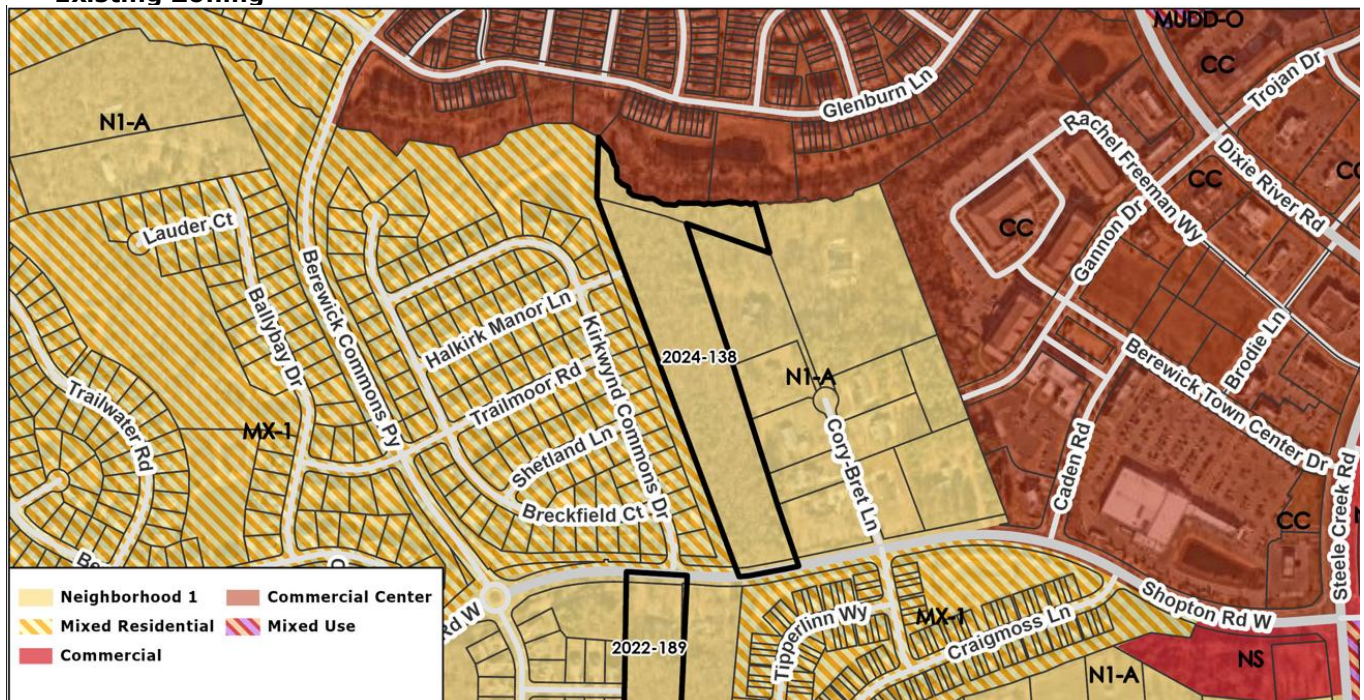 Existing Zoning
MUDD-O
CC
Trojan Dr
Glenburn Ln
N1-A
Rachel Freeman Wy
Dixie River Rd
CC
CC
Lauder Ct
Gannon Dr
CC
Berewick Commons Py
Ballybay Dr
Halkirk Manor Ln
Kirkwynd Commons Dr
2024-138
Brodie Ln
Berewick Town Center Dr
N1-A
Trailmoor Rd
Trailwater Rd
MX-1
Cory-Bret Ln
Shetland Ln
Caden Rd
Steele Creek Rd
Breckfield Ct
CC
Be
D
Neighborhood 1
Commercial Center
Mixed Residential
Mixed Use
Commercial
Rd W
Shopton Rd W
Tipperlinn Wy
MX-1
Craigmoss Ln
2022-189
NS
N1-A